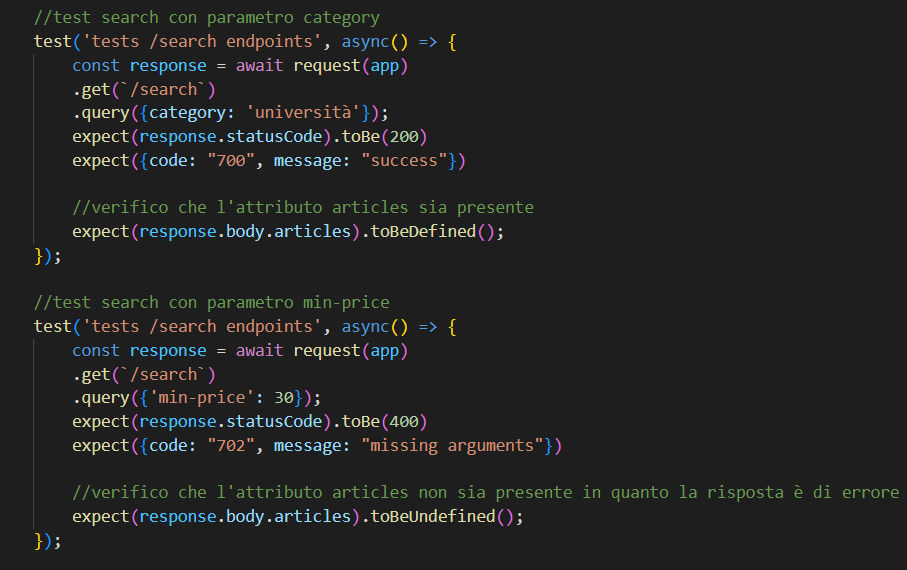 //test search con parametro category
test('tests /search endpoints', async() => {
const response = await request(app)
.get(`/search`)
.query({category: 'università'});
expect(response.statusCode).toBe(200)
expect({code: "700", message: "success"})
//verifico che l'attributo articles sia presente
expect(response.body.articles).toBeDefined();
});
//test search con parametro min-price
test('tests /search endpoints', async() => {
const response = await request(app)
.get(`/search`)
.query({'min-price': 30});
expect(response.statusCode).toBe(400)
expect({code: "702", message: "missing arguments"})
//verifico che l'attributo articles non sia presente in quanto la risposta è di errore
expect(response.body.articles).toBeUndefined();
});